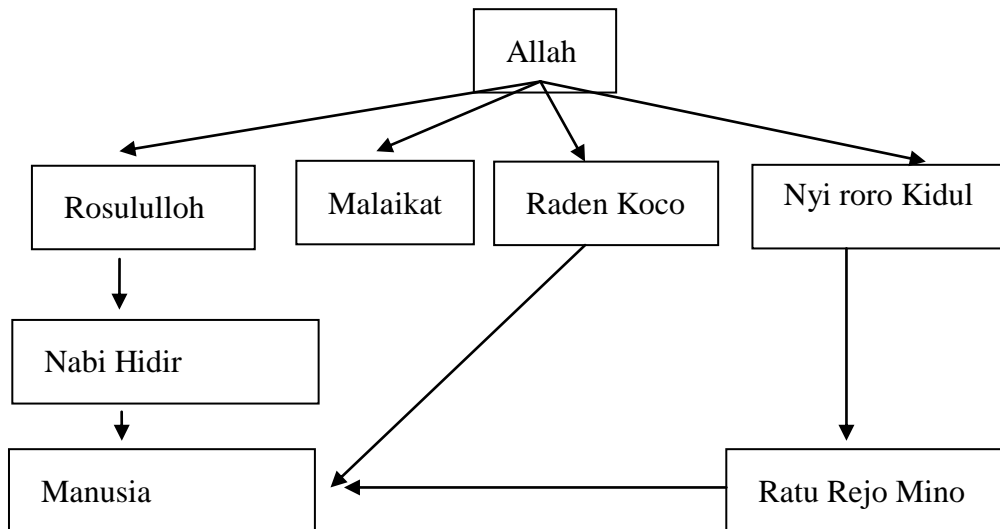 Allah
Rosululloh
Malaikat
Raden Koco
Nyi roro Kidul
Nabi Hidir
Manusia
Ratu Rejo Mino